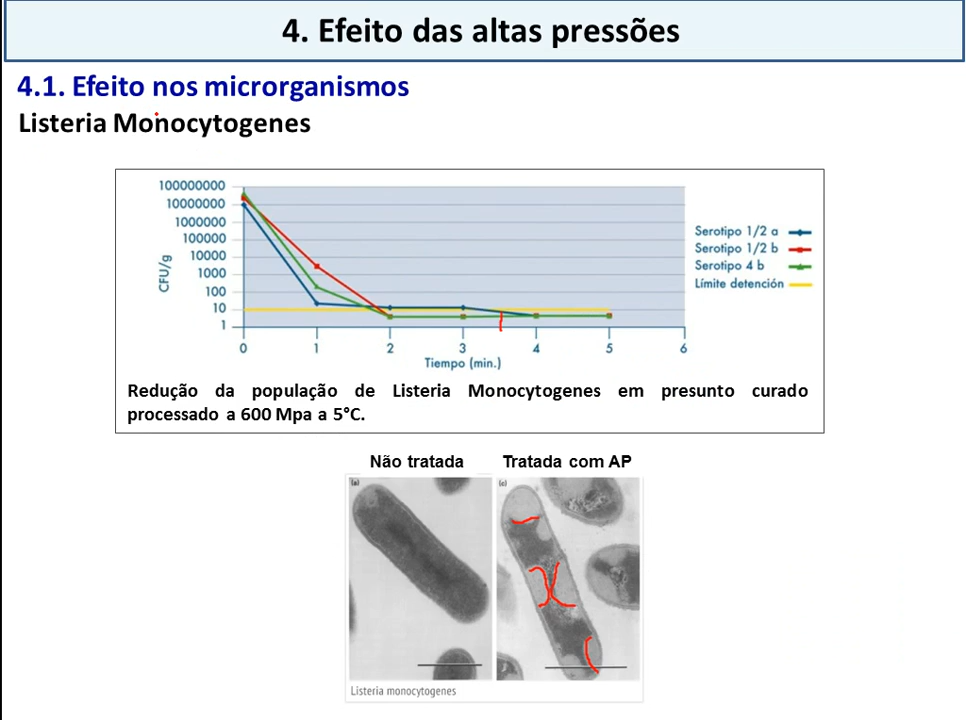 4. Efeito das altas pressões
4.1. Efeito nos microrganismos
Listeria Monocytogenes
100000000
10000000
1000000
100000
10000
1000
100
10
1
CFU/g
0 1 2 3 4 5 6
Tiempo (min.)
Serotipo 1/2 a
Serotipo 1/2 b
Serotipo 4 b
Límite detención
Redução da população de Listeria Monocytogenes em presunto curado
processado a 600 Mpa a 5°C.
Não tratada Tratada com AP
(a) (c)
Listeria monocytogenes